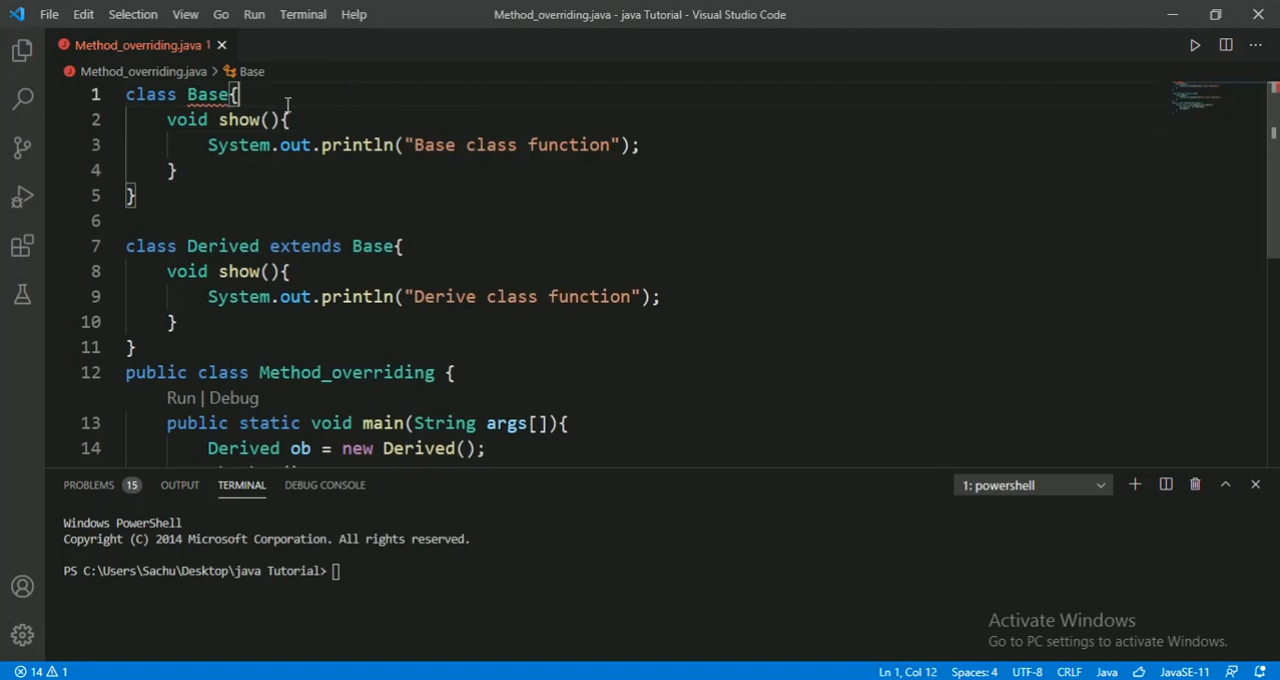 File Edit Selection View Go Run Terminal Help
Method_overriding.java - java Tutorial - Visual Studio Code
Method_overriding.java 1
Method_overriding.java > Base
1 class Base{
2 void show(){
3 System.out.println("Base class function");
4 }
5 }
6
7 class Derived extends Base{
8 void show(){
9 System.out.println("Derive class function");
10 }
11 }
12 public class Method_overriding {
Run | Debug
13 public static void main(String args[]){
14 Derived ob = new Derived();
PROBLEMS 15 OUTPUT TERMINAL DEBUG CONSOLE 1: powershell
Windows PowerShell
Copyright (C) 2014 Microsoft Corporation. All rights reserved.
PS C:\Users\Sachu\Desktop\java Tutorial>
Activate Windows
Go to PC settings to activate Windows.
14 1 Ln 1, Col 12 Spaces: 4 UTF-8 CRLF Java JavaSE-11